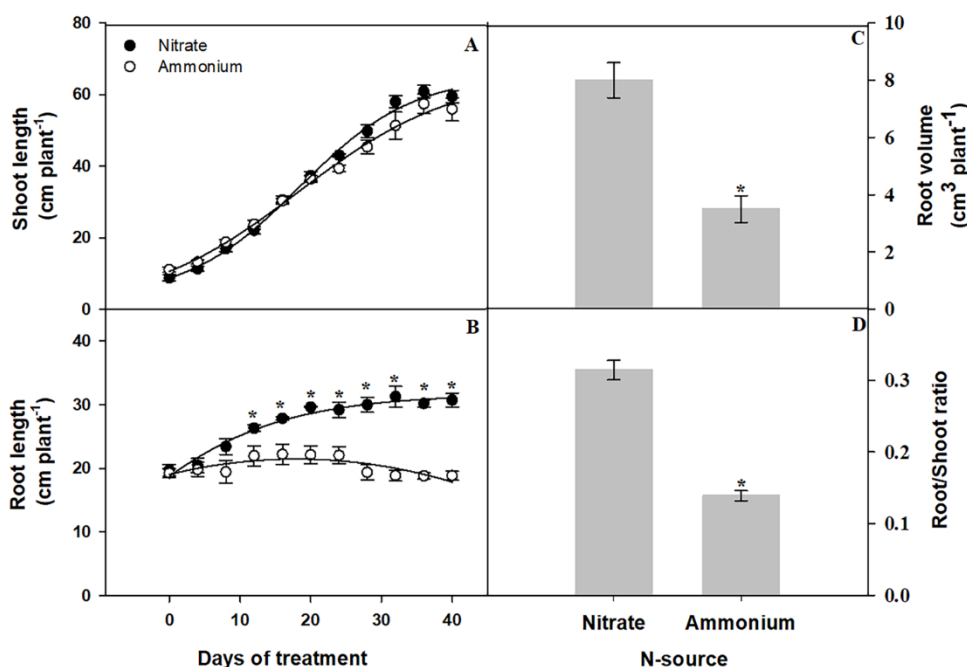 80
60
40
20
0
Shoot length
(cm plant-1)
Nitrate
Ammonium
A
C
10
8
6
4
2
0
Root volume
(cm3 plant-1)
*
40
30
20
10
0
Root length
(cm plant-1)
B
* * * * * * * *
D
0.3
0.2
0.1
0.0
Root/Shoot ratio
*
0 10 20 30 40
Days of treatment
Nitrate Ammonium
N-source